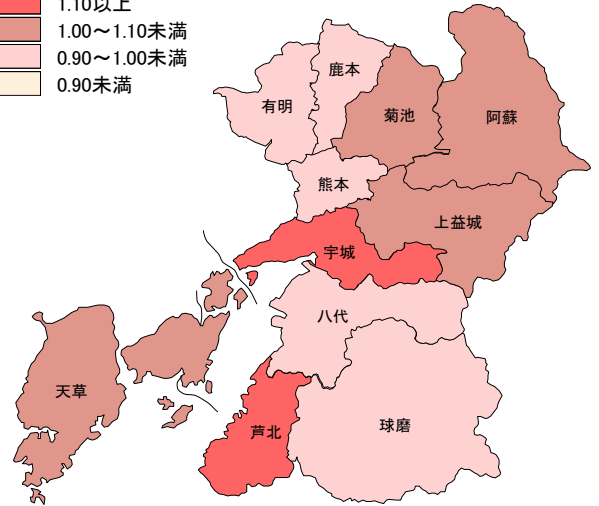 1.10以上
1.00～1.10未満
0.90～1.00未満
0.90未満
鹿本
有明
菊池
阿蘇
熊本
上益城
宇城
八代
天草
芦北
球磨